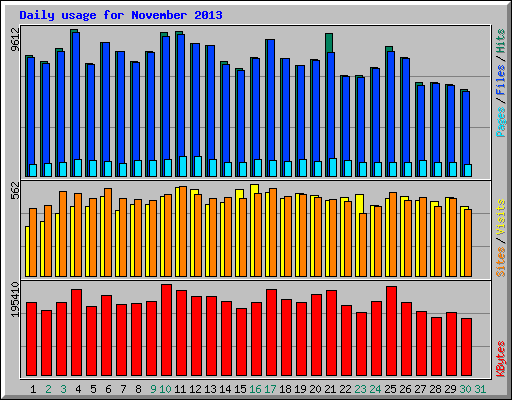 Daily usage for November 2013
9612
Pages / Files / Hits
562
Sites / Visits
195410
KBytes
1 2 3 4 5 6 7 8 9 10 11 12 13 14 15 16 17 18 19 20 21 22 23 24 25 26 27 28 29 30 31